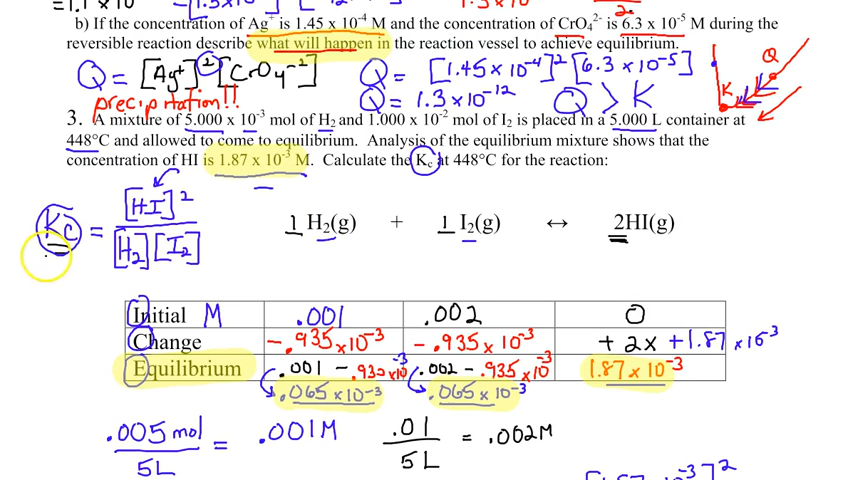 = 1.1 x 10
b) If the concentration of Ag⁺ is 1.45 x 10⁻⁴ M and the concentration of CrO₄²⁻ is 6.3 x 10⁻⁵ M during the
reversible reaction describe what will happen in the reaction vessel to achieve equilibrium.
Q = [Ag⁺]² [CrO₄⁻²] Q = [1.45 x 10⁻⁴]² [6.3 x 10⁻⁵]
precipitation!! Q = 1.3 x 10⁻¹² Q > K
K Q
3. A mixture of 5.000 x 10⁻³ mol of H₂ and 1.000 x 10⁻² mol of I₂ is placed in a 5.000 L container at
448°C and allowed to come to equilibrium. Analysis of the equilibrium mixture shows that the
concentration of HI is 1.87 x 10⁻³ M. Calculate the Kc at 448°C for the reaction:
Kc = [HI]² / [H₂] [I₂] 1 H₂(g) + 1 I₂(g) ↔ 2HI(g)
Initial M .001 .002 0
Change -.935 x 10⁻³ -.935 x 10⁻³ + 2x +1.87 x 10⁻³
Equilibrium .001 - .935 x 10⁻³ .002 - .935 x 10⁻³ 1.87 x 10⁻³
.065 x 10⁻³ .065 x 10⁻³
.005 mol / 5L = .001M .01 / 5L = .002M